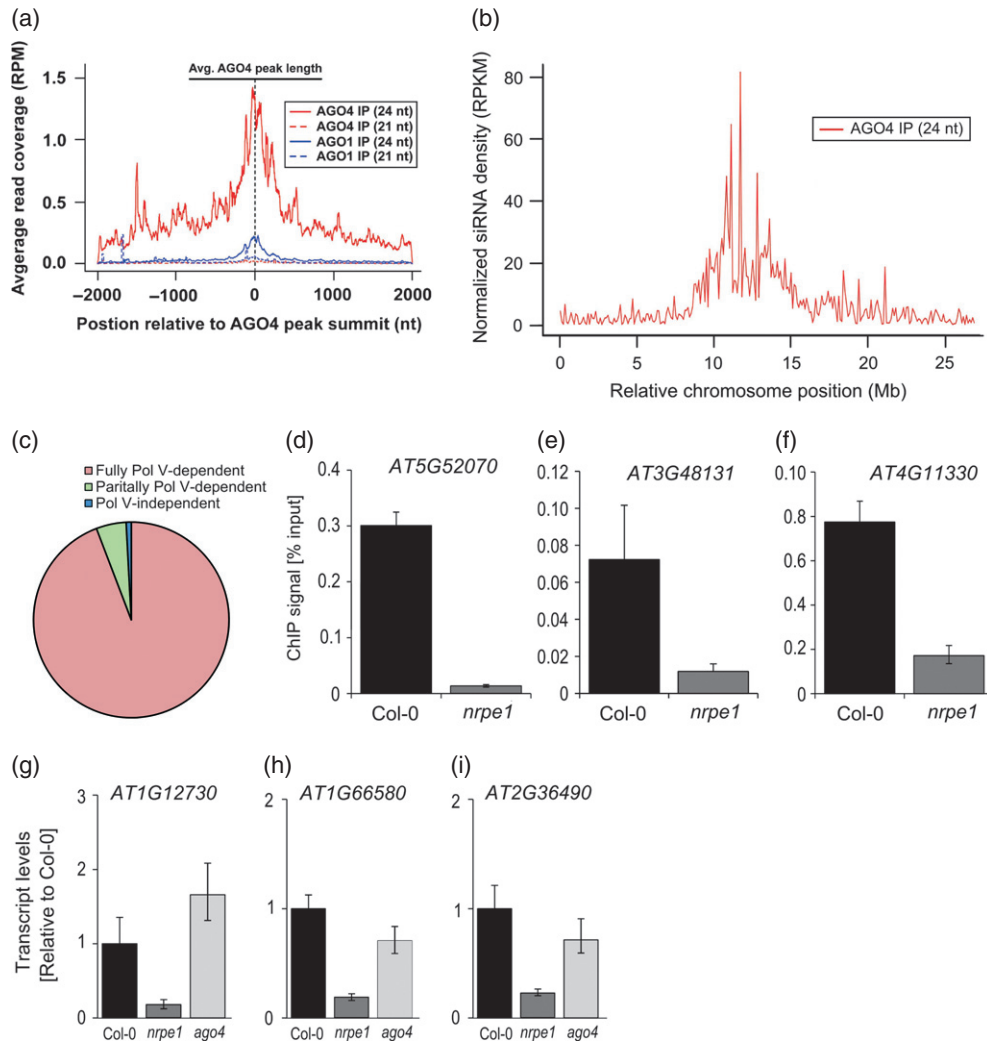 (a)
Avgerage read coverage (RPM)
1.5
1.0
0.5
0.0
Avg. AGO4 peak length
AGO4 IP (24 nt)
AGO4 IP (21 nt)
AGO1 IP (24 nt)
AGO1 IP (21 nt)
−2000 −1000 0 1000 2000
Postion relative to AGO4 peak summit (nt)
(b)
Normalized siRNA density (RPKM)
80
60
40
20
0
AGO4 IP (24 nt)
0 5 10 15 20 25
Relative chromosome position (Mb)
(c)
Fully Pol V-dependent
Paritally Pol V-dependent
Pol V-independent
(d)
AT5G52070
ChIP signal [% input]
0.4
0.3
0.2
0.1
0
Col-0 nrpe1
(e)
AT3G48131
0.12
0.10
0.08
0.06
0.04
0.02
0
Col-0 nrpe1
(f)
AT4G11330
0.10
0.8
0.6
0.4
0.2
0
Col-0 nrpe1
(g)
AT1G12730
Transcript levels
[Relative to Col-0]
3
2
1
0
Col-0 nrpe1 ago4
(h)
AT1G66580
2
1
0
Col-0 nrpe1 ago4
(i)
AT2G36490
2
1
0
Col-0 nrpe1 ago4